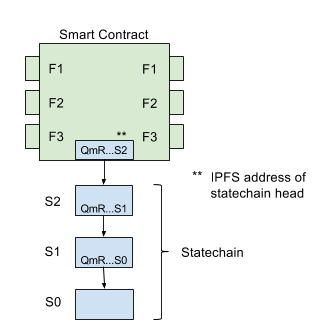 Smart Contract
F1 F1
F2 F2
F3 ** F3
QmR...S2
** IPFS address of
statechain head
S2 QmR...S1
S1 QmR...S0
Statechain
S0